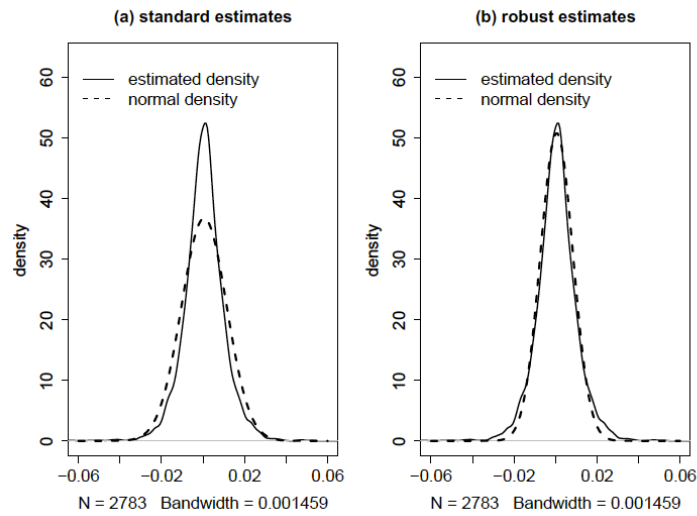 (a) standard estimates
estimated density
normal density
density
60
50
40
30
20
10
0
−0.06
−0.02
0.02
0.06
N = 2783 Bandwidth = 0.001459
(b) robust estimates
estimated density
normal density
density
60
50
40
30
20
10
0
−0.06
−0.02
0.02
0.06
N = 2783 Bandwidth = 0.001459